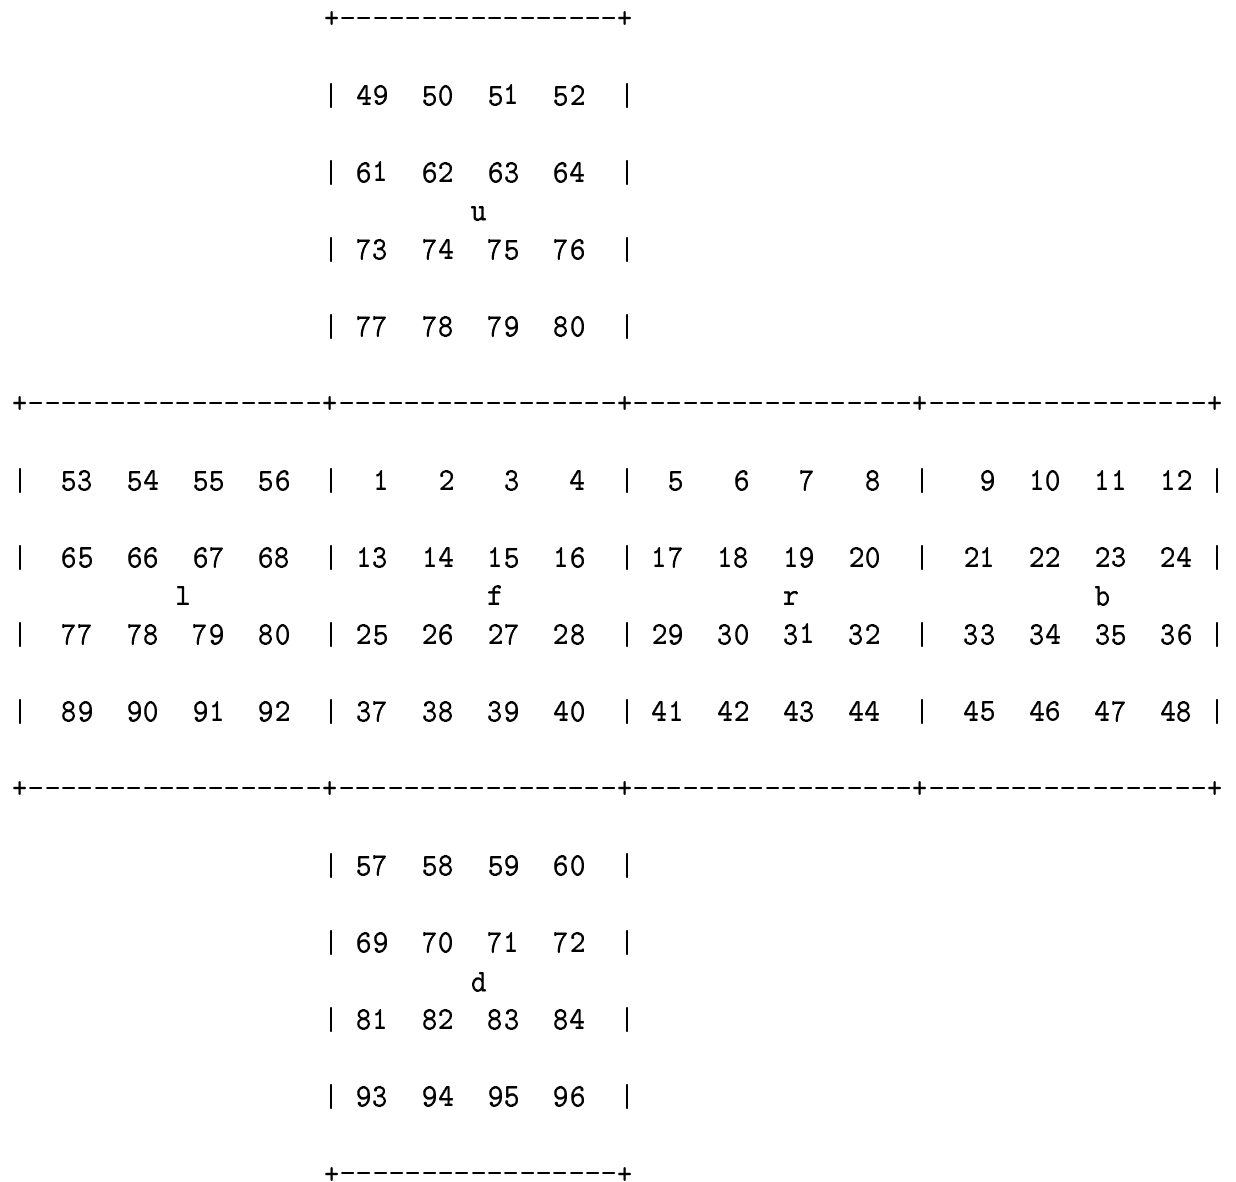 +-----------------+
| 49 50 51 52 |
| 61 62 63 64 |
u
| 73 74 75 76 |
| 77 78 79 80 |
+------------------+-----------------+-----------------+----------------+
| 53 54 55 56 | 1 2 3 4 | 5 6 7 8 | 9 10 11 12 |
| 65 66 67 68 | 13 14 15 16 | 17 18 19 20 | 21 22 23 24 |
l f r b
| 77 78 79 80 | 25 26 27 28 | 29 30 31 32 | 33 34 35 36 |
| 89 90 91 92 | 37 38 39 40 | 41 42 43 44 | 45 46 47 48 |
+------------------+-----------------+-----------------+----------------+
| 57 58 59 60 |
| 69 70 71 72 |
d
| 81 82 83 84 |
| 93 94 95 96 |
+-----------------+